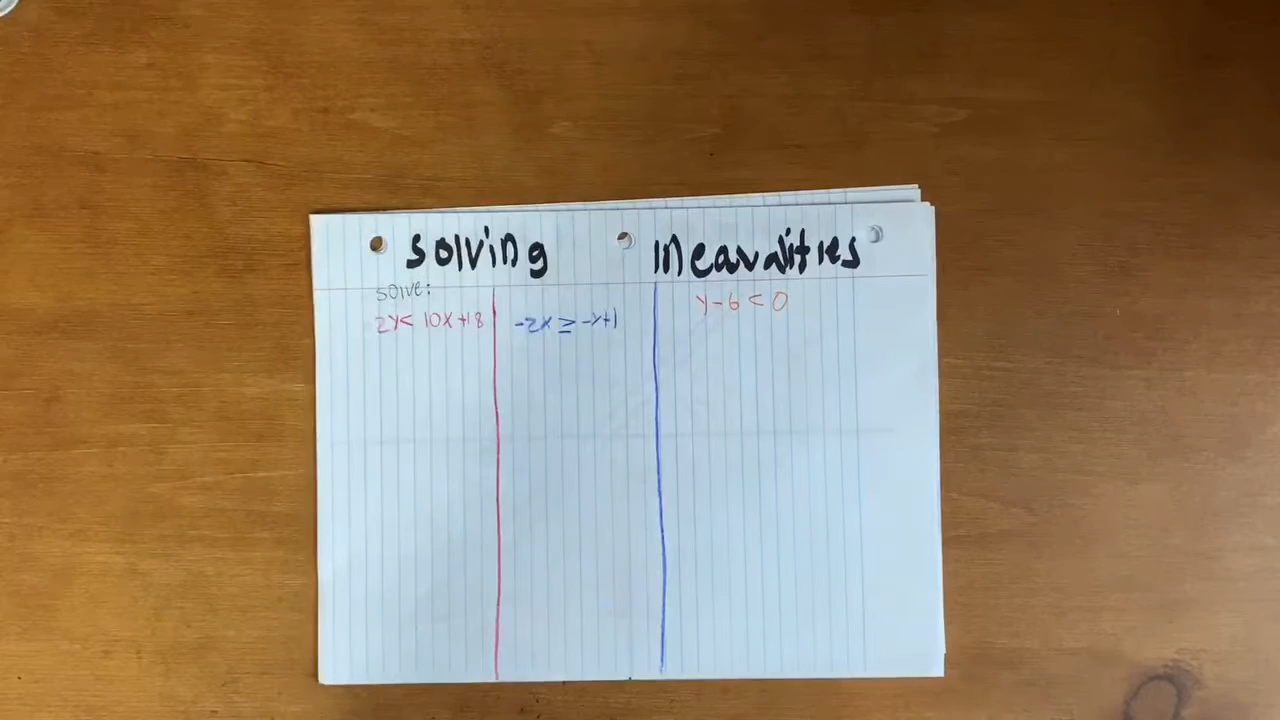 solving inequalities
solve:
2x< 10x+18
-2x ≥ -x+1
x-6 < 0